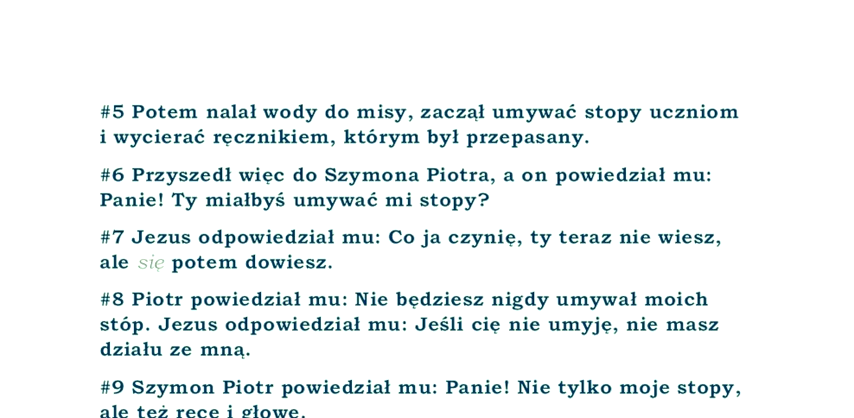 #5 Potem nalał wody do misy, zaczął umywać stopy uczniom
i wycierać ręcznikiem, którym był przepasany.
#6 Przyszedł więc do Szymona Piotra, a on powiedział mu:
Panie! Ty miałbyś umywać mi stopy?
#7 Jezus odpowiedział mu: Co ja czynię, ty teraz nie wiesz,
ale się potem dowiesz.
#8 Piotr powiedział mu: Nie będziesz nigdy umywał moich
stóp. Jezus odpowiedział mu: Jeśli cię nie umyję, nie masz
działu ze mną.
#9 Szymon Piotr powiedział mu: Panie! Nie tylko moje stopy,
ale też ręce i głowę.